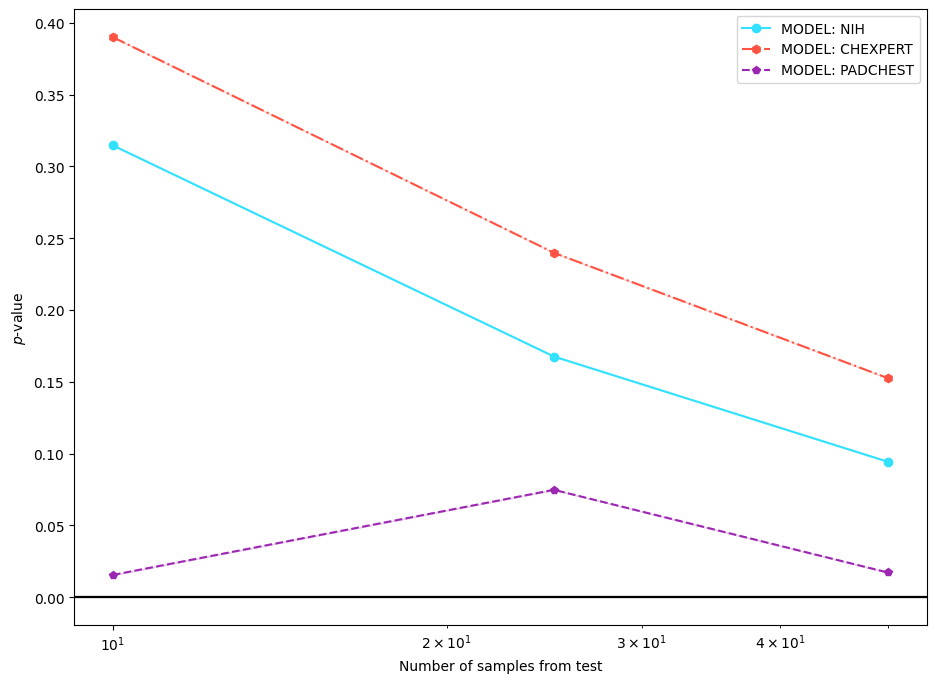 0.40
0.35
0.30
0.25
0.20
0.15
0.10
0.05
0.00
p-value
MODEL: NIH
MODEL: CHEXPERT
MODEL: PADCHEST
10¹
2 × 10¹
3 × 10¹
4 × 10¹
Number of samples from test